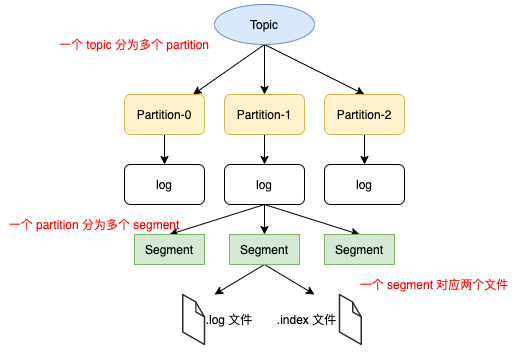 Topic
一个 topic 分为多个 partition
Partition-0
Partition-1
Partition-2
log
log
log
一个 partition 分为多个 segment
Segment
Segment
Segment
一个 segment 对应两个文件
.log 文件
.index 文件